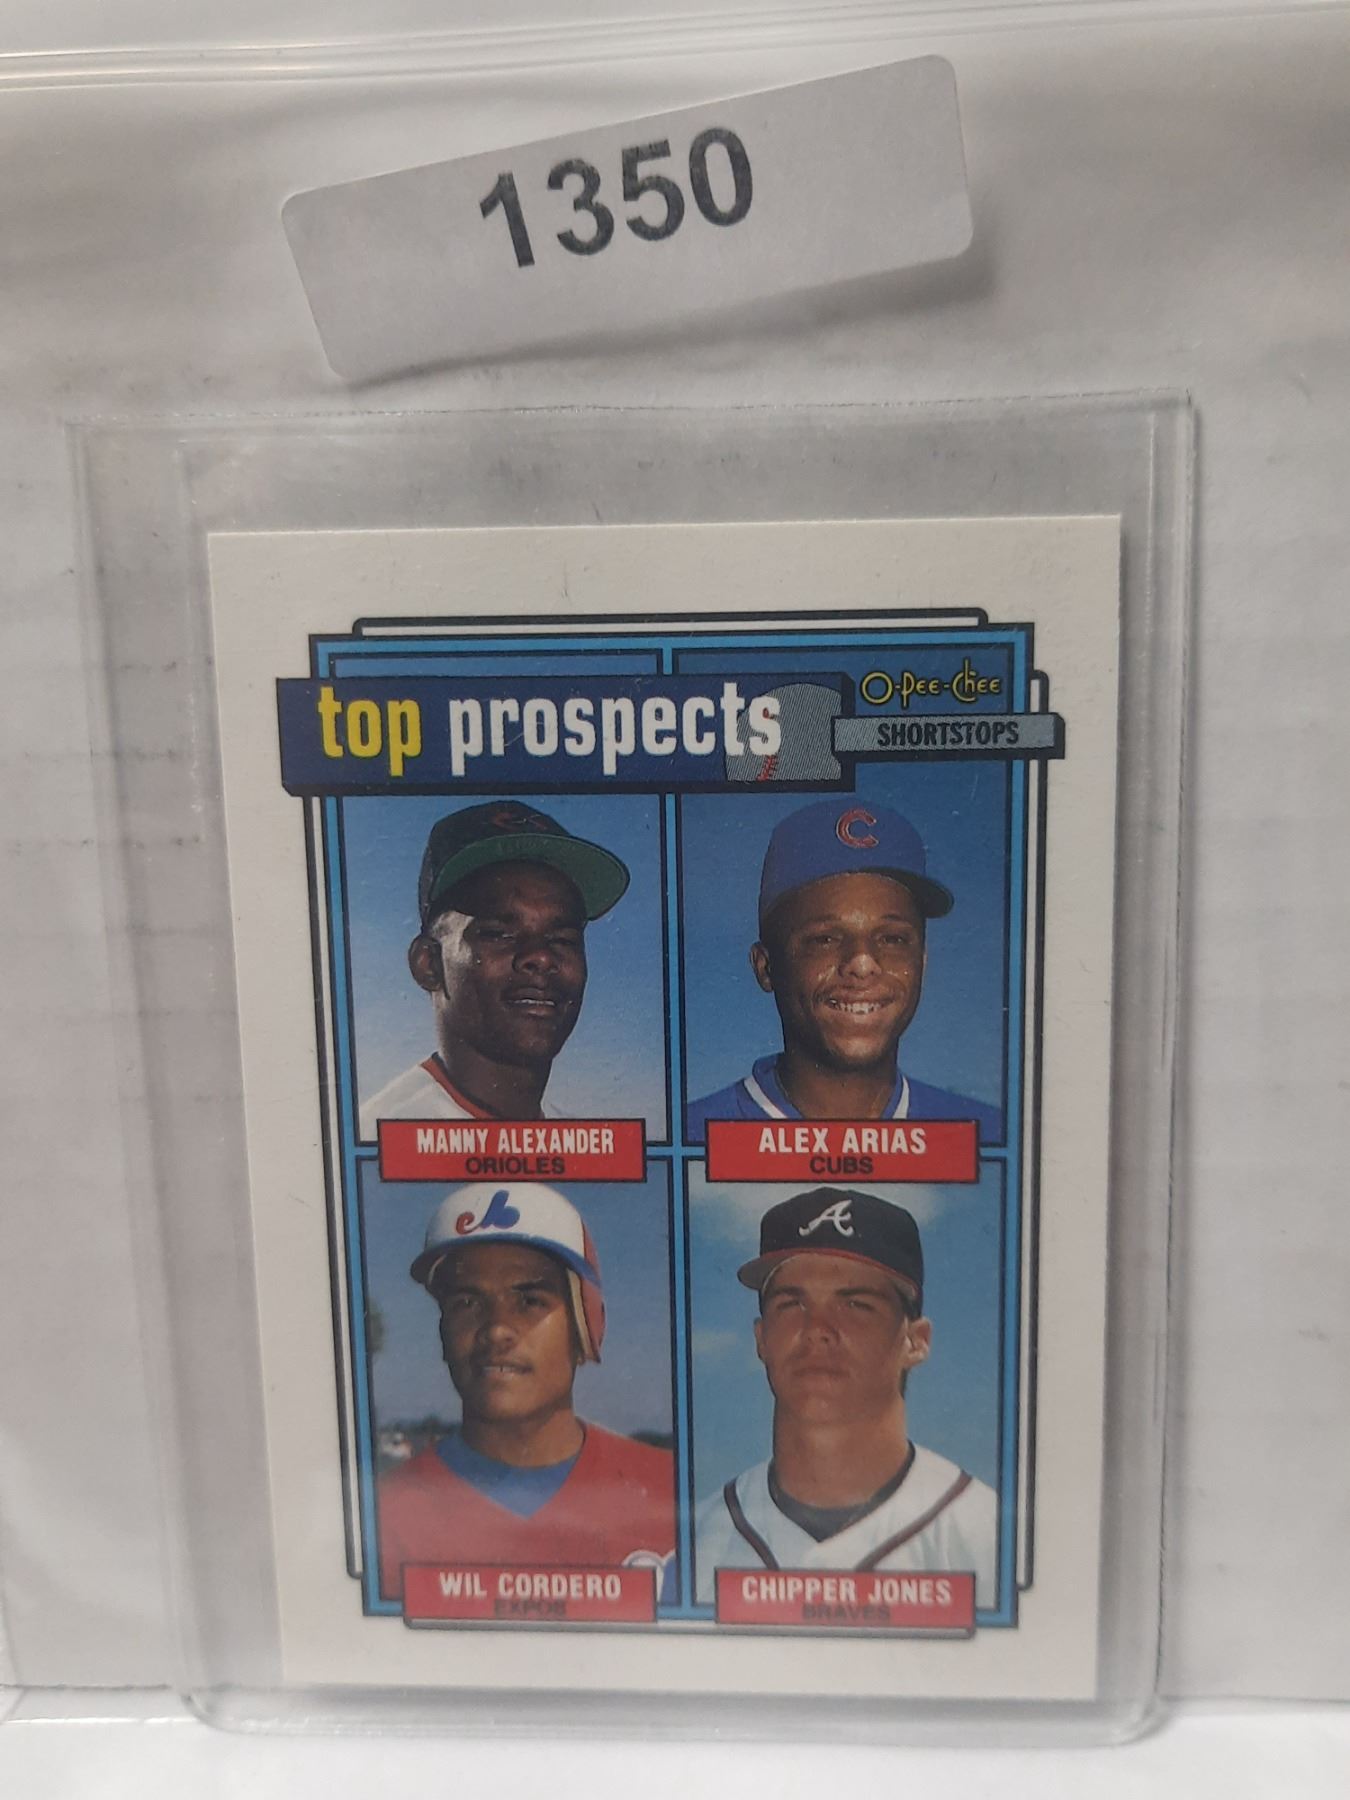 1350
top prospects
O-Pee-Chee
SHORTSTOPS
MANNY ALEXANDER
ORIOLES
ALEX ARIAS
CUBS
WIL CORDERO
EXPOS
CHIPPER JONES
BRAVES